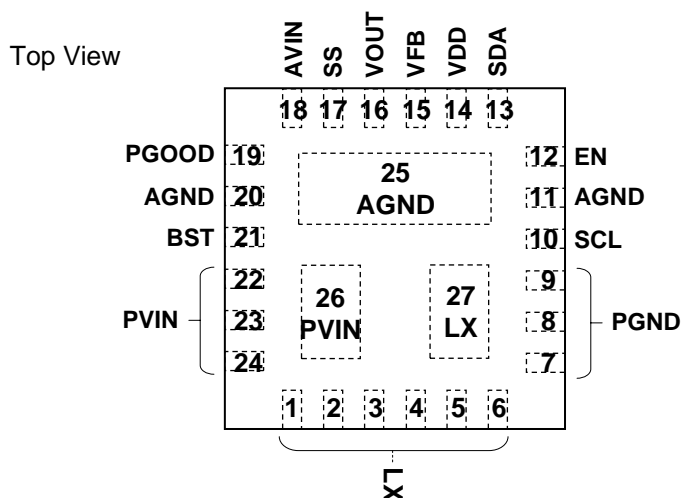 Top View
AVIN SS VOUT VFB VDD SDA
18 17 16 15 14 13
PGOOD 19 12 EN
25
AGND
AGND 20 11 AGND
BST 21 10 SCL
22 9
26
PVIN
27
LX
PVIN 23 8 PGND
24 7
1 2 3 4 5 6
LX